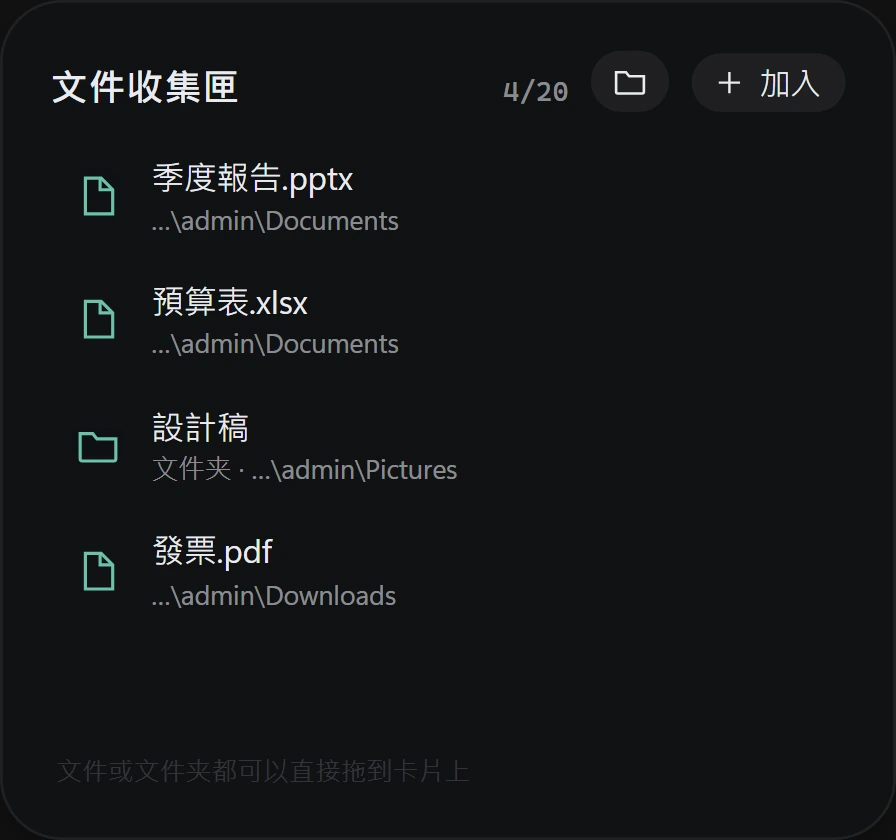 文件收集匣
4/20
加入
季度報告.pptx
...\admin\Documents
預算表.xlsx
...\admin\Documents
設計稿
文件夹 · ...\admin\Pictures
發票.pdf
...\admin\Downloads
文件或文件夹都可以直接拖到卡片上